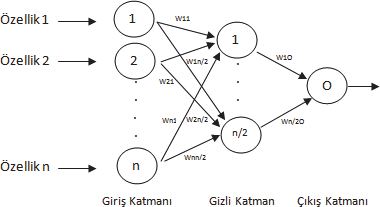 Özellik 1
1
W11
1
W1n/2
W1O
Özellik 2
2
W21
O
Wn1
W2n/2
n/2
Wn/2O
Özellik n
n
Wnn/2
Giriş Katmanı
Gizli Katman
Çıkış Katmanı